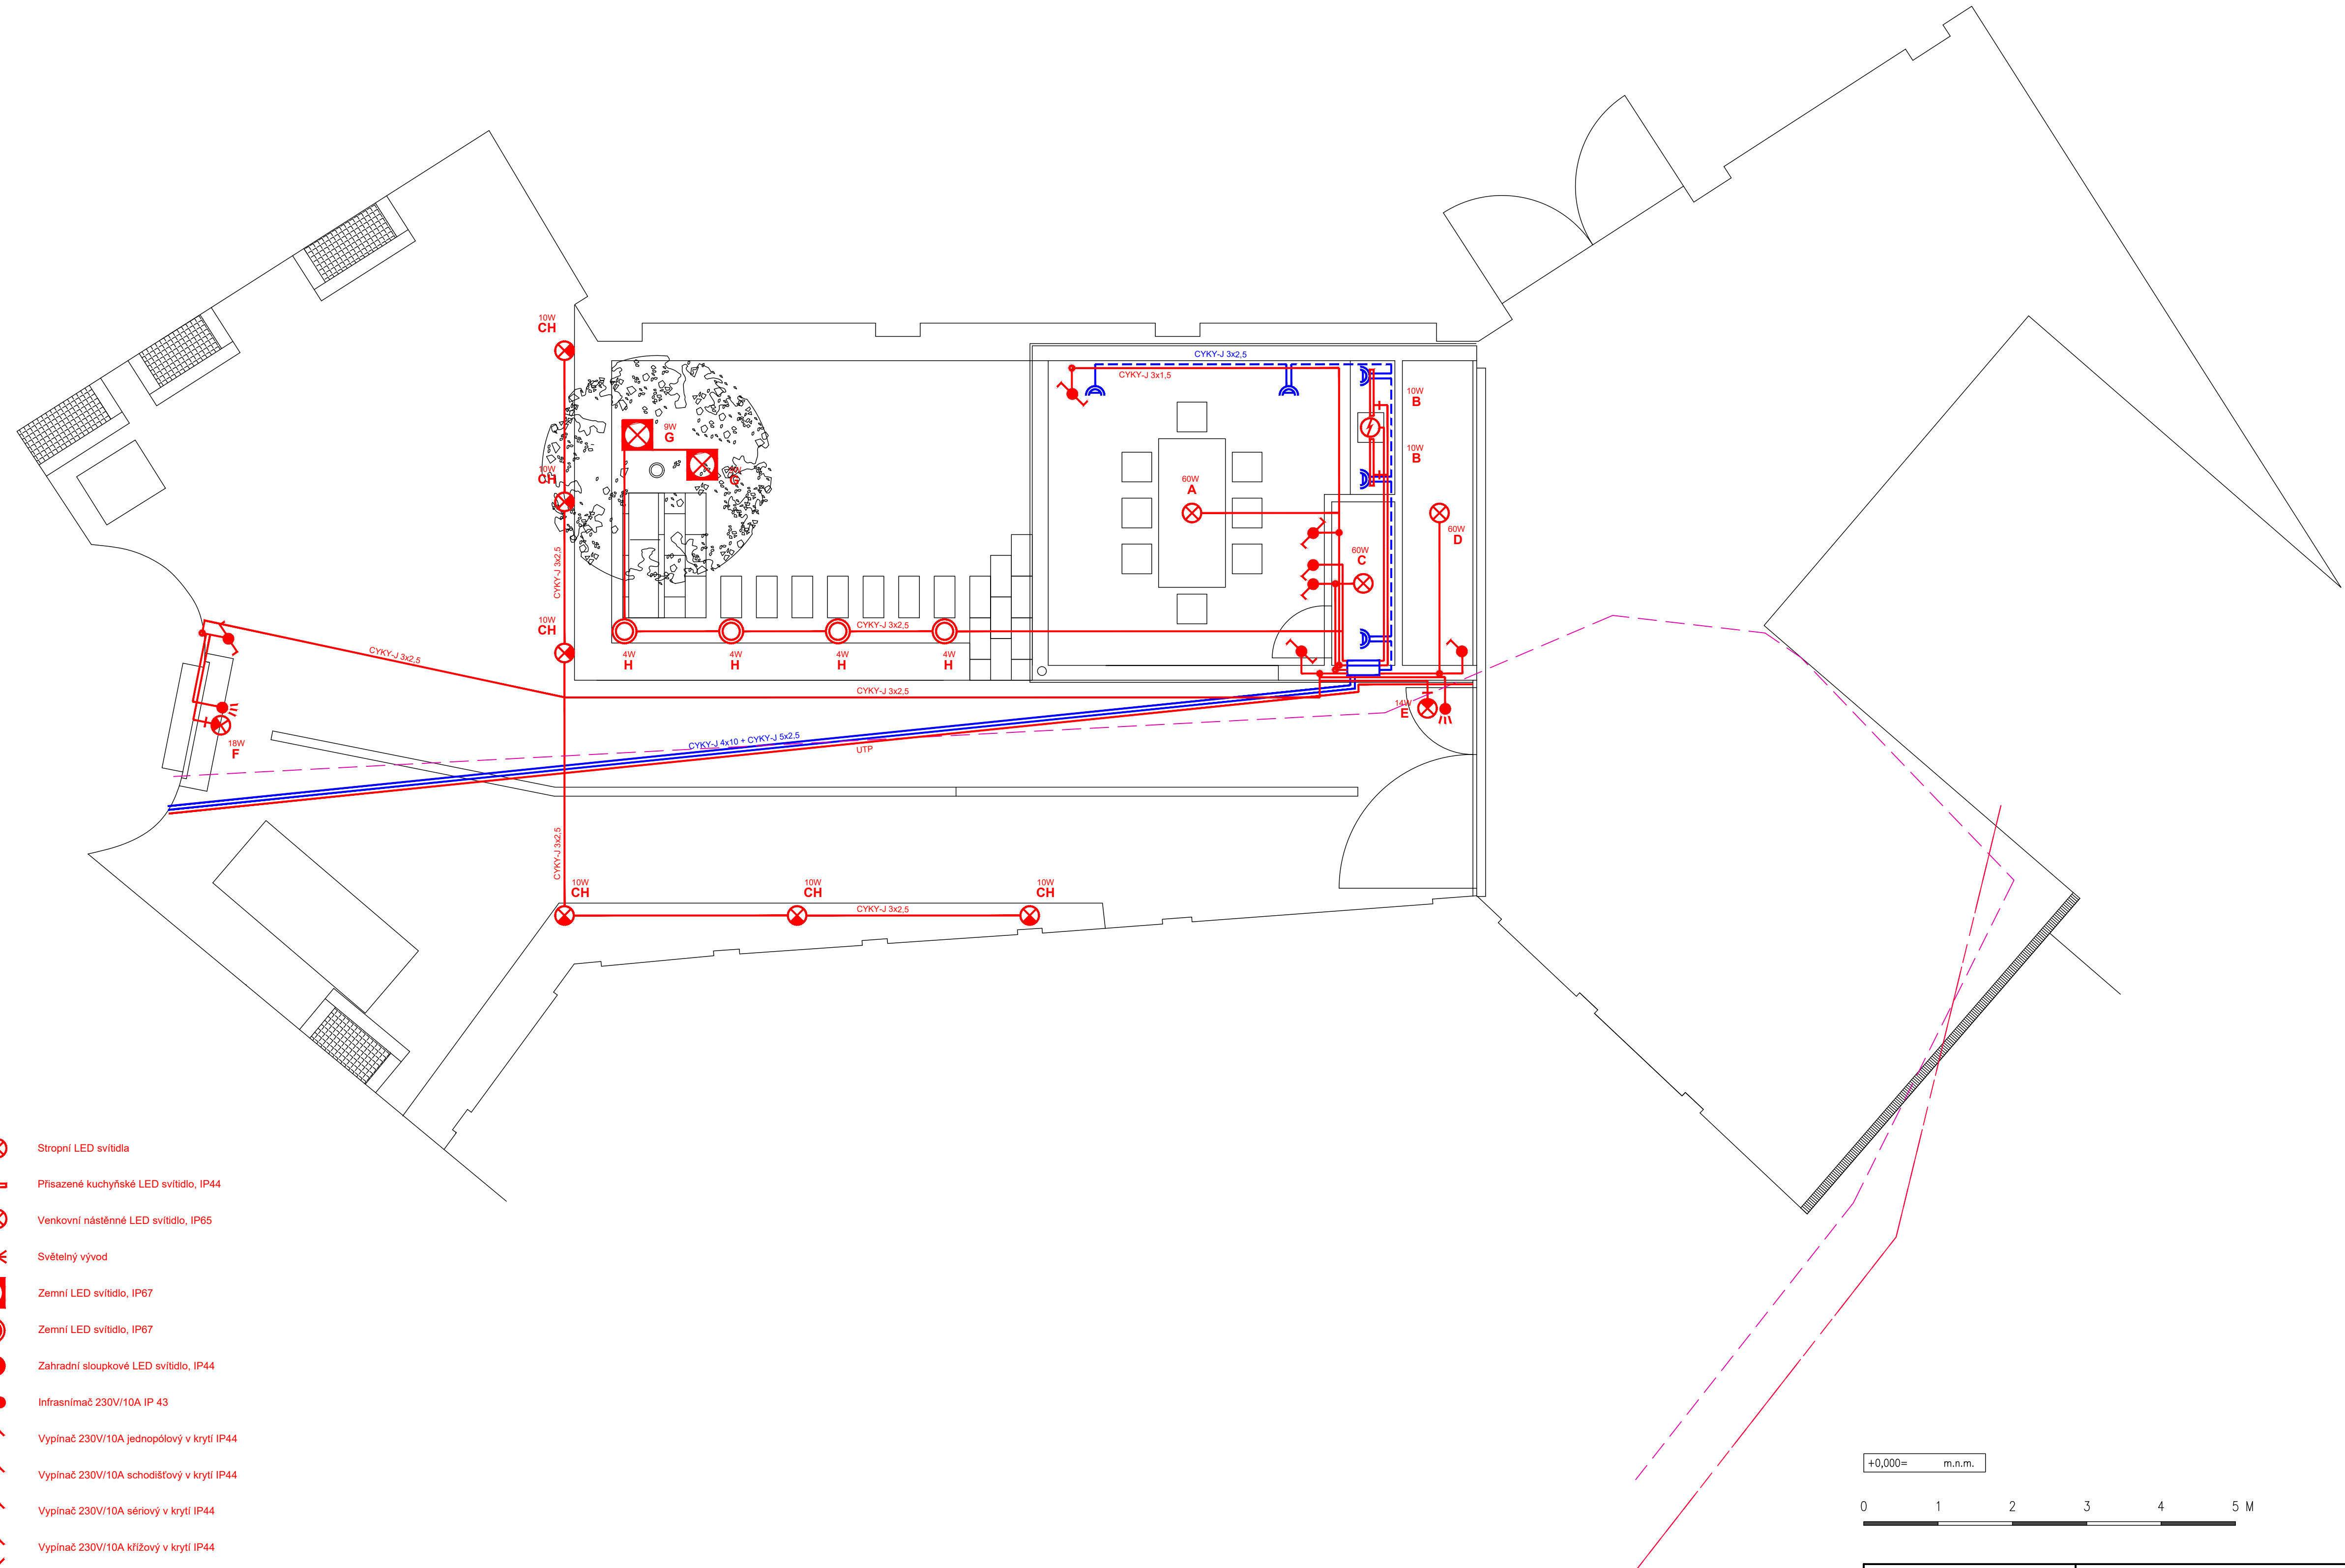 10W
CH
CYKY-J 3x2,5
CYKY-J 3x1,5
10W
B
9W
G
10W
CH
G
10W
B
60W
A
60W
D
60W
C
CYKY-J 3x2,5
10W
CH
CYKY-J 3x2,5
4W
H
4W
H
4W
H
4W
H
CYKY-J 3x2,5
CYKY-J 3x2,5
14W
E
18W
F
CYKY-J 4x10 + CYKY-J 5x2,5
UTP
CYKY-J 3x2,5
10W
CH
10W
CH
10W
CH
CYKY-J 3x2,5
Stropní LED svítidla
Přisazené kuchyňské LED svítidlo, IP44
Venkovní nástěnné LED svítidlo, IP65
Světelný vývod
Zemní LED svítidlo, IP67
Zemní LED svítidlo, IP67
Zahradní sloupkové LED svítidlo, IP44
Infrasnímač 230V/10A IP 43
Vypínač 230V/10A jednopólový v krytí IP44
Vypínač 230V/10A schodišťový v krytí IP44
Vypínač 230V/10A sériový v krytí IP44
Vypínač 230V/10A křížový v krytí IP44
+0,000= m.n.m.
0 1 2 3 4 5 M